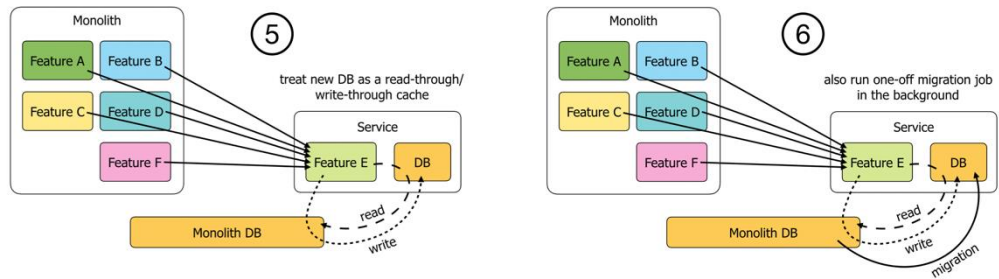 Monolith
5
Feature A
Feature B
treat new DB as a read-through/
write-through cache
Feature C
Feature D
Service
Feature F
Feature E
DB
read
Monolith DB
write
Monolith
6
Feature A
Feature B
also run one-off migration job
in the background
Feature C
Feature D
Service
Feature F
Feature E
DB
read
Monolith DB
write
migration